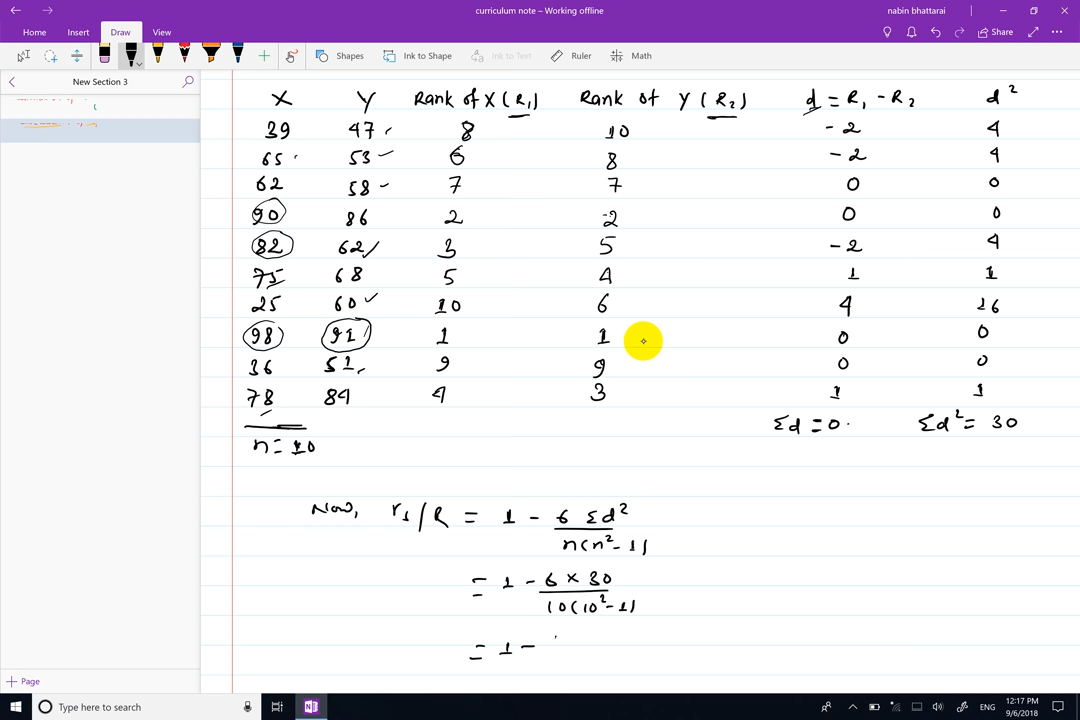 curriculum note – Working offline
nabin bhattarai
Home Insert Draw View
Share
Shapes Ink to Shape Ink to Text Ruler Math
New Section 3
X Y Rank of X (R₁) Rank of Y (R₂) d = R₁ - R₂ d²
39 47 8 10 -2 4
65 53 6 8 -2 4
62 58 7 7 0 0
90 86 2 2 0 0
82 62 3 5 -2 4
75 68 5 4 1 1
25 60 10 6 4 16
98 91 1 1 0 0
36 51 9 9 0 0
78 84 4 3 1 1
Σd = 0. Σd² = 30
n = 10
Now, rs/R = 1 - 6 Σd² / n(n² - 1)
= 1 - 6 × 30 / 10(10² - 1)
= 1 -
Page
Type here to search
ENG
12:17 PM
9/6/2018